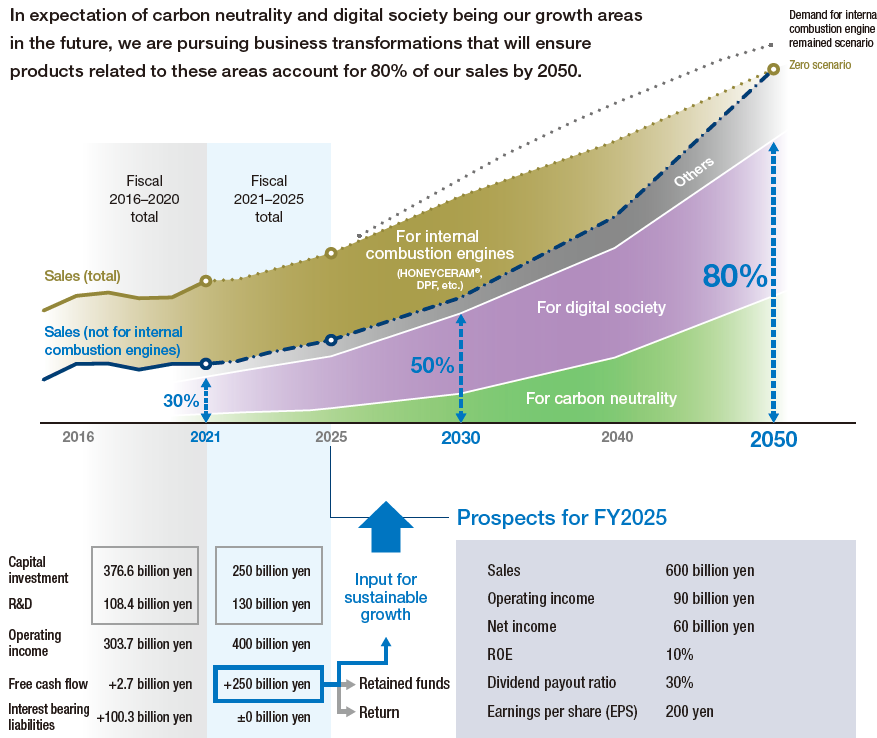 In expectation of carbon neutrality and digital society being our growth areas
in the future, we are pursuing business transformations that will ensure
products related to these areas account for 80% of our sales by 2050.
Demand for interna
combustion engine
remained scenario
Zero scenario
Fiscal
2016–2020
total
Fiscal
2021–2025
total
Others
For internal
combustion engines
(HONEYCERAM®,
DPF, etc.)
Sales (total)
80%
For digital society
Sales (not for internal
combustion engines)
50%
30%
For carbon neutrality
2016
2021
2025
2030
2040
2050
Prospects for FY2025
Capital
investment
376.6 billion yen
250 billion yen
R&D
108.4 billion yen
130 billion yen
Operating
income
303.7 billion yen
400 billion yen
Free cash flow
+2.7 billion yen
+250 billion yen
Interest bearing
liabilities
+100.3 billion yen
±0 billion yen
Input for
sustainable
growth
Retained funds
Return
Sales 600 billion yen
Operating income 90 billion yen
Net income 60 billion yen
ROE 10%
Dividend payout ratio 30%
Earnings per share (EPS) 200 yen